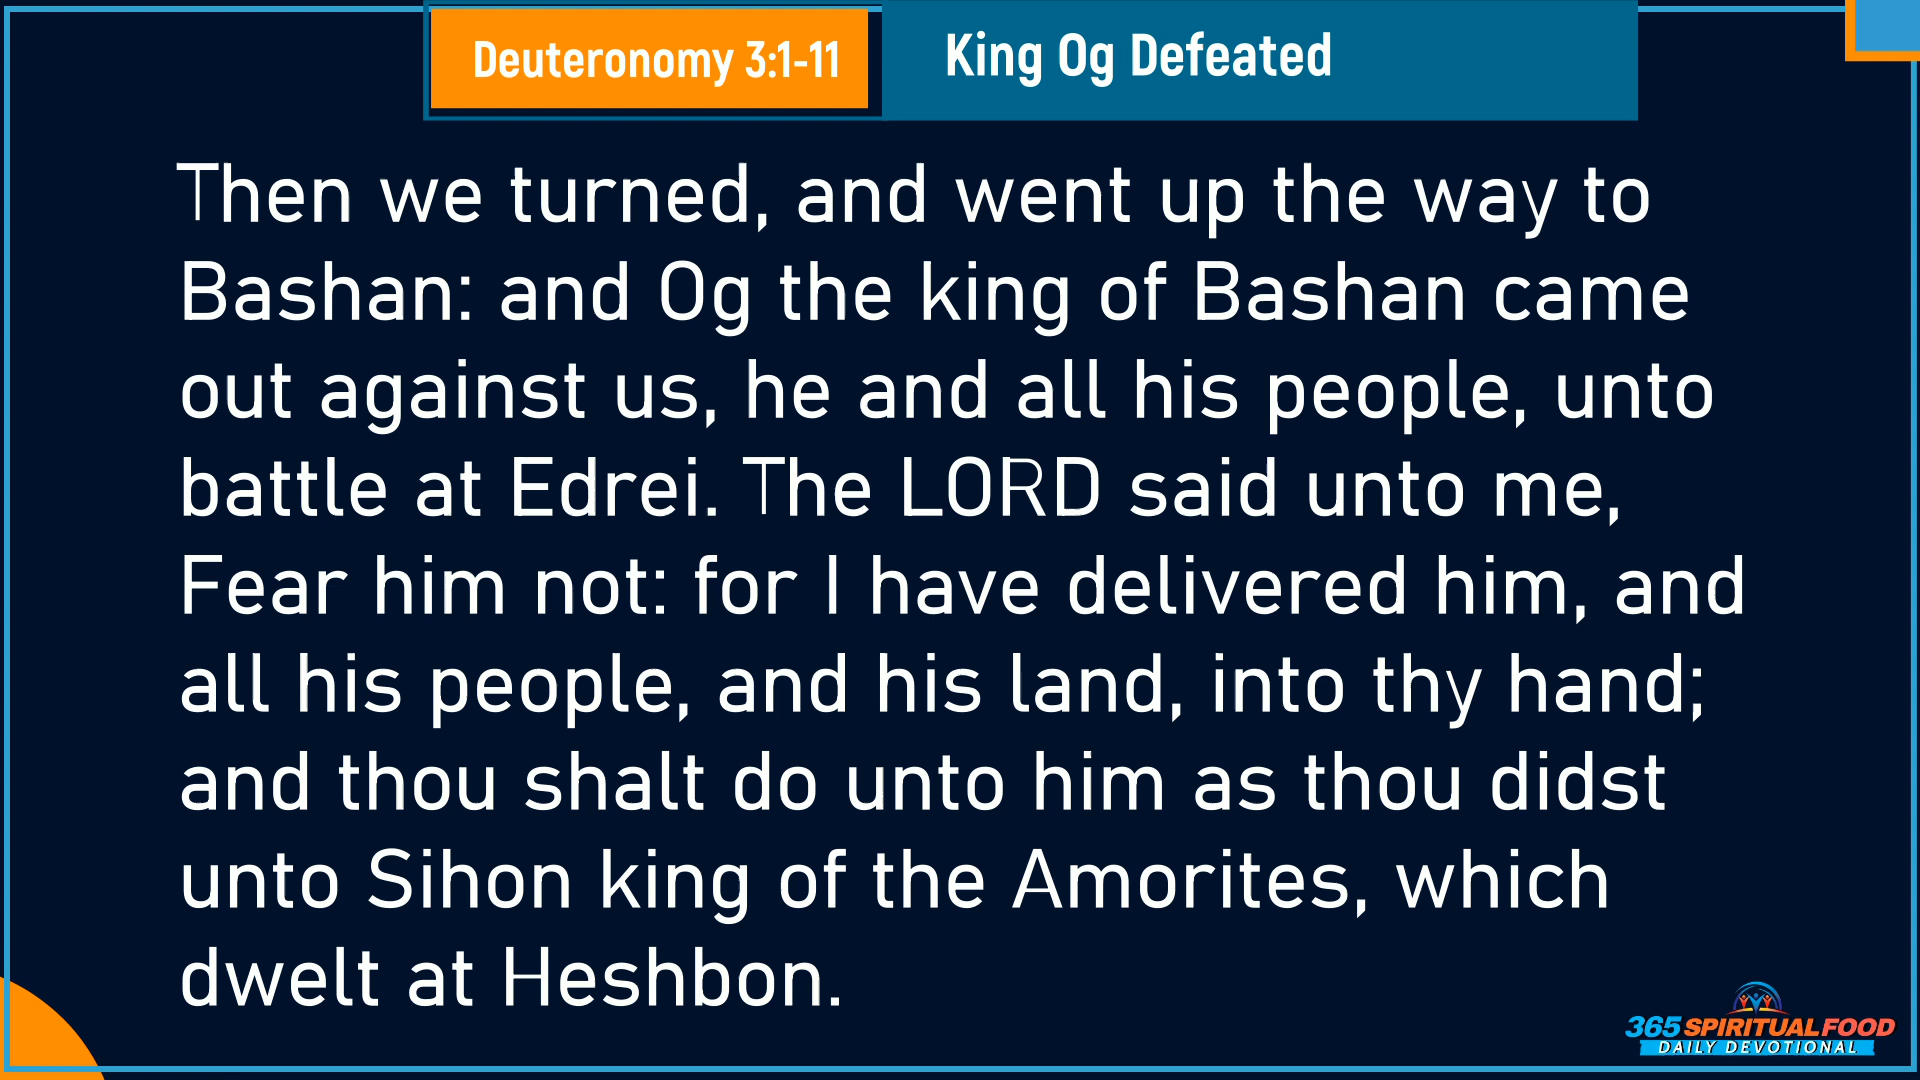 Deuteronomy 3:1-11
King Og Defeated
Then we turned, and went up the way to
Bashan: and Og the king of Bashan came
out against us, he and all his people, unto
battle at Edrei. The LORD said unto me,
Fear him not: for I have delivered him, and
all his people, and his land, into thy hand;
and thou shalt do unto him as thou didst
unto Sihon king of the Amorites, which
dwelt at Heshbon.
365 SPIRITUAL FOOD
DAILY DEVOTIONAL